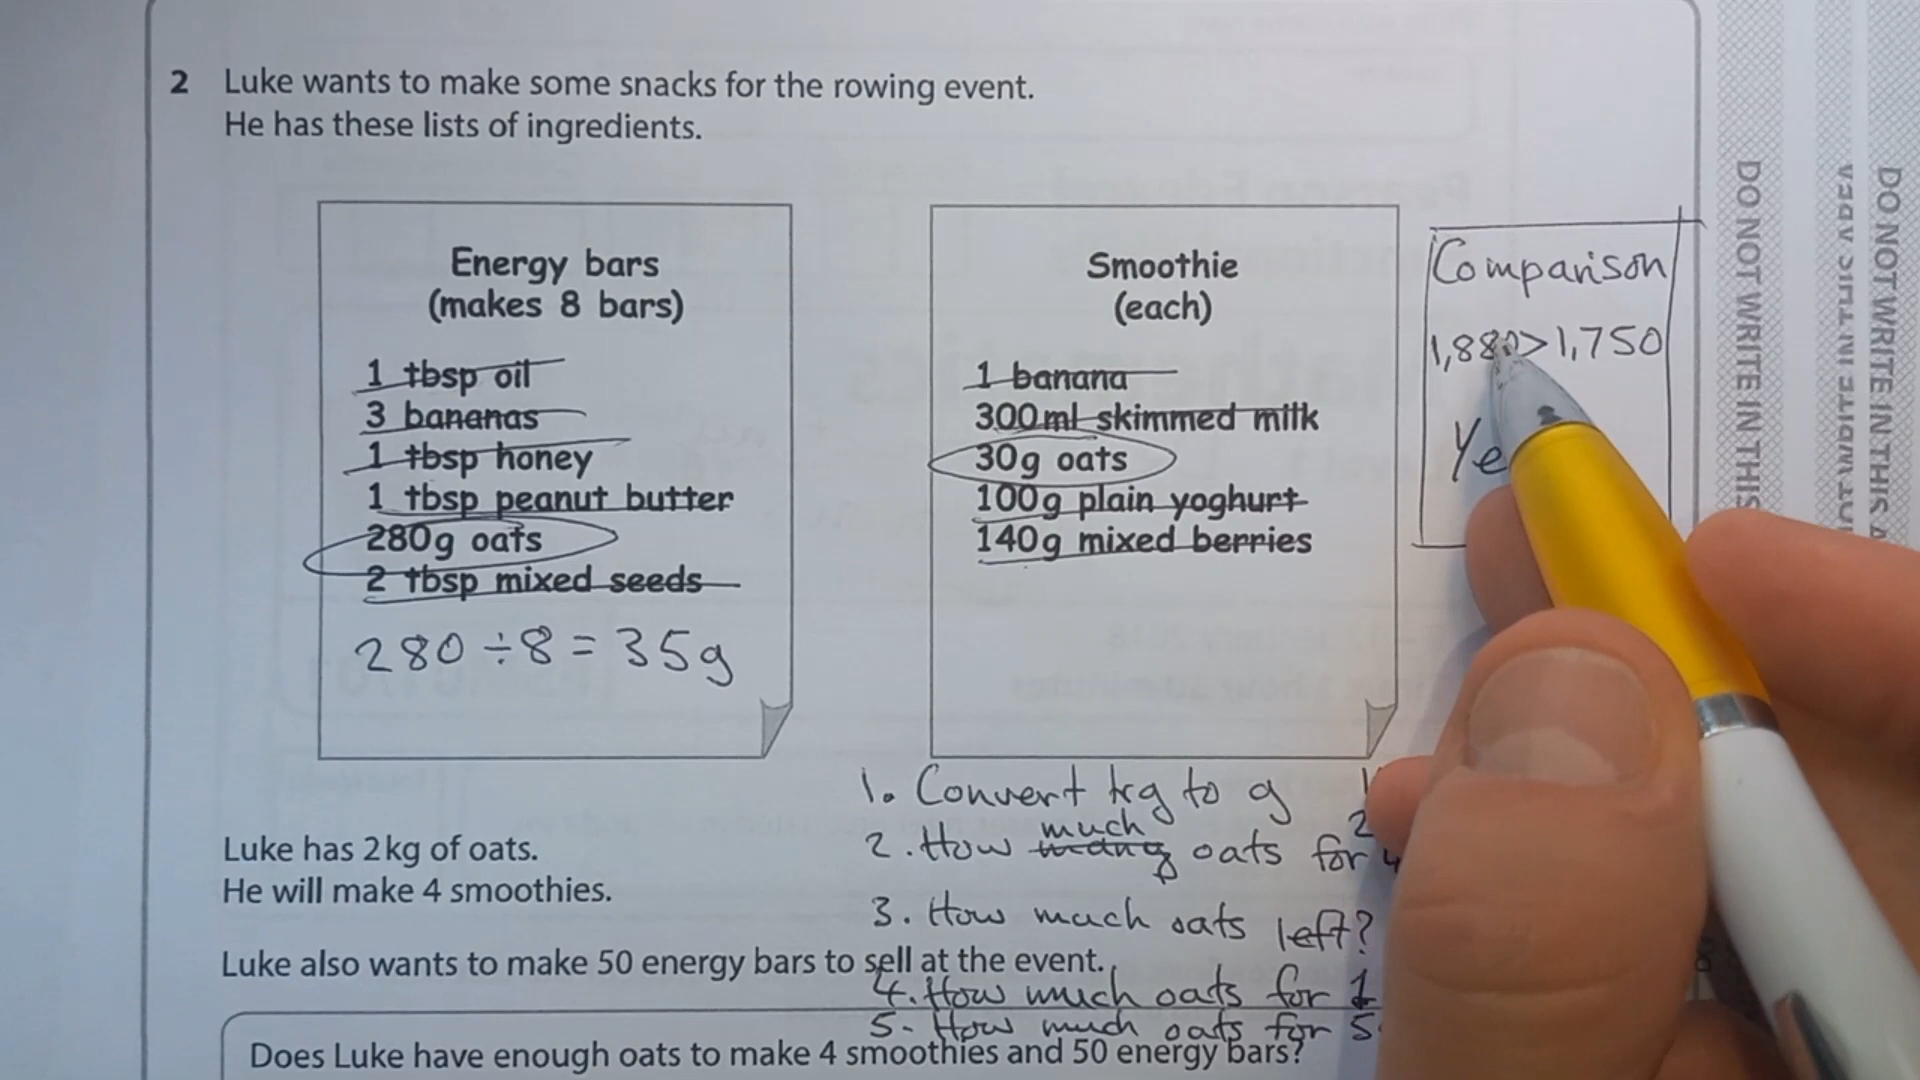 2 Luke wants to make some snacks for the rowing event.
He has these lists of ingredients.
Energy bars
(makes 8 bars)
1 tbsp oil
3 bananas
1 tbsp honey
1 tbsp peanut butter
280g oats
2 tbsp mixed seeds
280 ÷ 8 = 35g
Smoothie
(each)
1 banana
300ml skimmed milk
30g oats
100g plain yoghurt
140g mixed berries
Comparison
1,880 > 1,750
Ye
1. Convert kg to g
much
2. How many oats for 4
3. How much oats left?
4. How much oats for 1
5. How much oats for 5
Luke has 2kg of oats.
He will make 4 smoothies.
Luke also wants to make 50 energy bars to sell at the event.
Does Luke have enough oats to make 4 smoothies and 50 energy bars?
DO NOT WRITE IN THIS
DO NOT WRITE IN THIS A